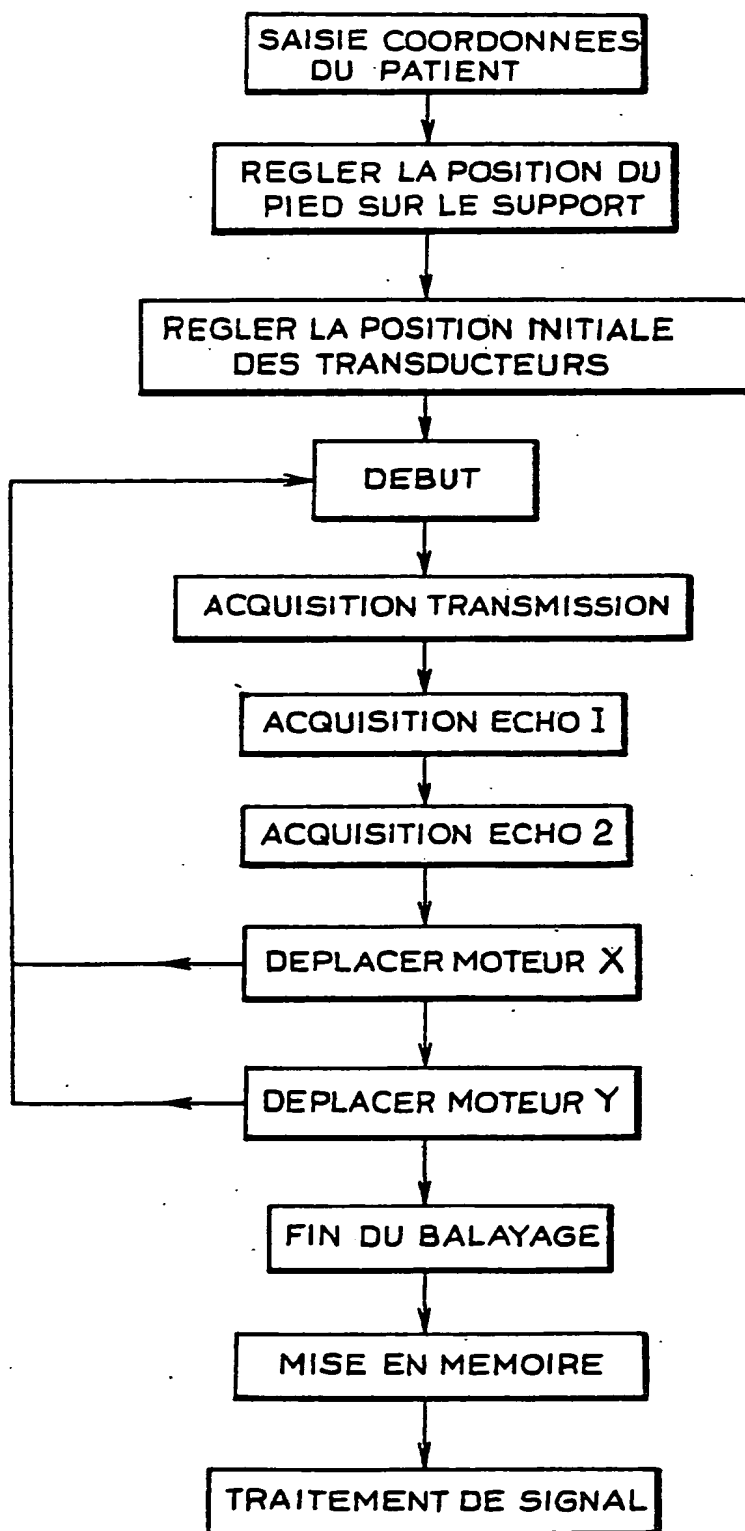 SAISIE COORDONNEES
DU PATIENT
REGLER LA POSITION DU
PIED SUR LE SUPPORT
REGLER LA POSITION INITIALE
DES TRANSDUCTEURS
DEBUT
ACQUISITION TRANSMISSION
ACQUISITION ECHO I
ACQUISITION ECHO 2
DEPLACER MOTEUR X
DEPLACER MOTEUR Y
FIN DU BALAYAGE
MISE EN MEMOIRE
TRAITEMENT DE SIGNAL